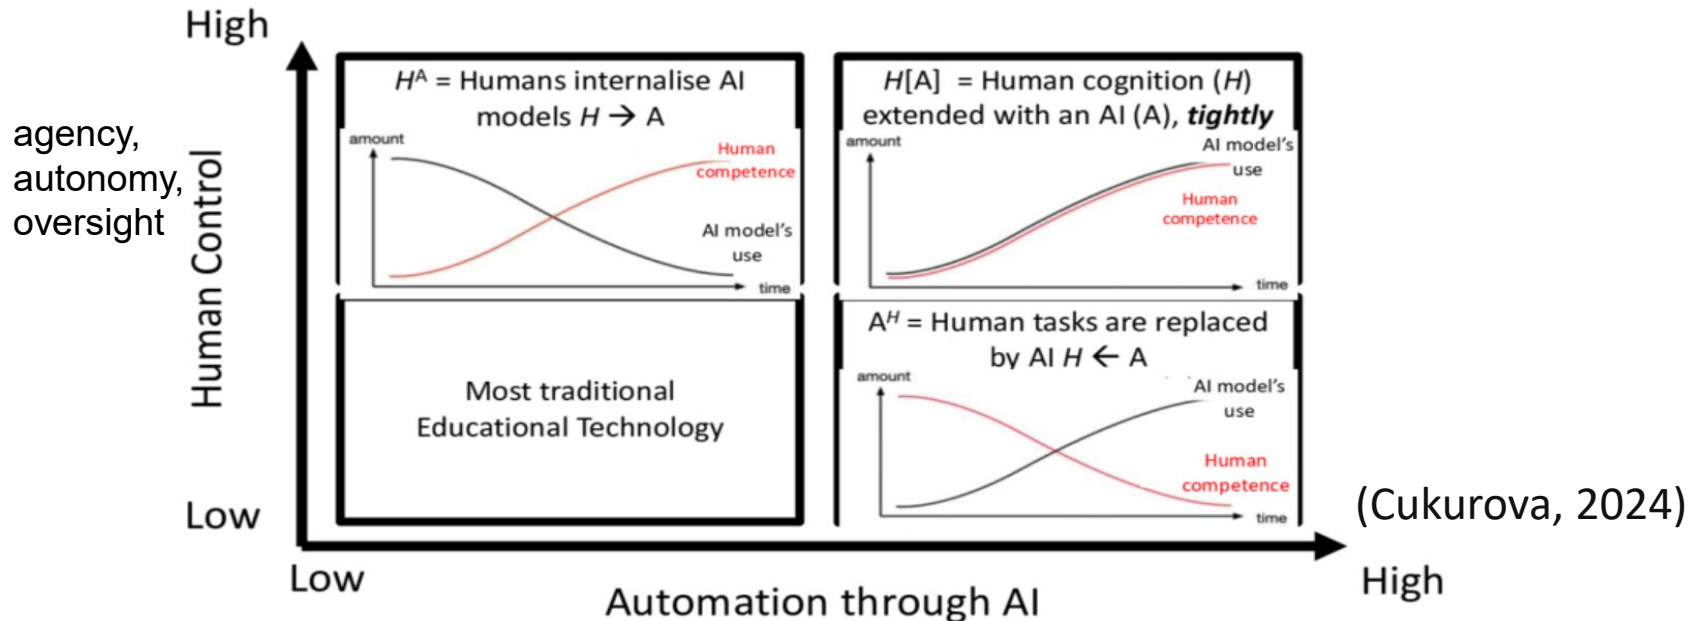 High
agency,
autonomy,
oversight
Human Control
Low
Hᴬ = Humans internalise AI
models H → A
amount
Human
competence
AI model's
use
time
H[A] = Human cognition (H)
extended with an AI (A), tightly
amount
AI model's
use
Human
competence
time
Most traditional
Educational Technology
Aᴴ = Human tasks are replaced
by AI H ← A
amount
AI model's
use
Human
competence
time
(Cukurova, 2024)
Low
Automation through AI
High